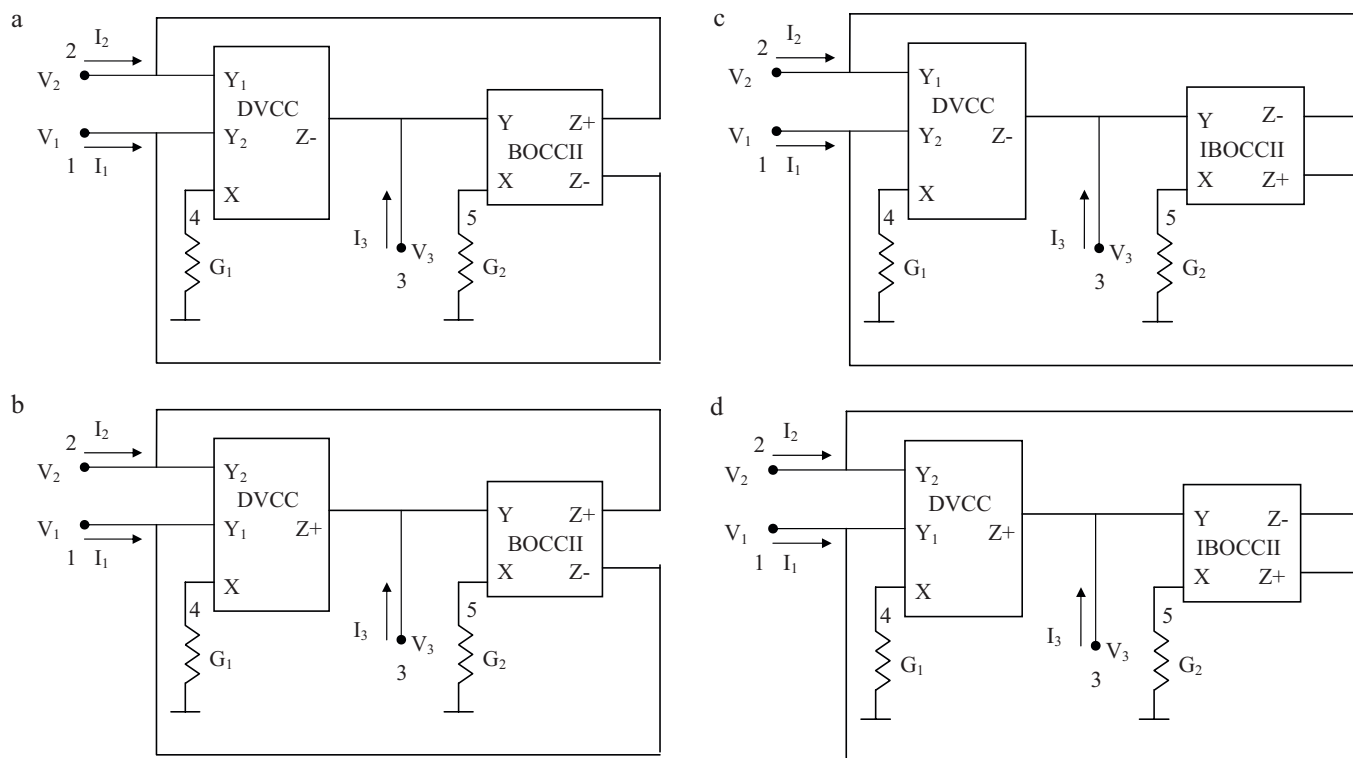 a
2 I₂
V₂
Y₁
DVCC
V₁
Y₂ Z-
1 I₁
X
4
G₁
Y Z+
BOCCII
X Z-
I₃
V₃
3
5
G₂
c
2 I₂
V₂
Y₁
DVCC
V₁
Y₂ Z-
1 I₁
X
4
G₁
Y Z-
IBOCCII
X Z+
I₃
V₃
3
5
G₂
b
2 I₂
V₂
Y₂
DVCC
V₁
Y₁ Z+
1 I₁
X
4
G₁
Y Z+
BOCCII
X Z-
I₃
V₃
3
5
G₂
d
2 I₂
V₂
Y₂
DVCC
V₁
Y₁ Z+
1 I₁
X
4
G₁
Y Z-
IBOCCII
X Z+
I₃
V₃
3
5
G₂